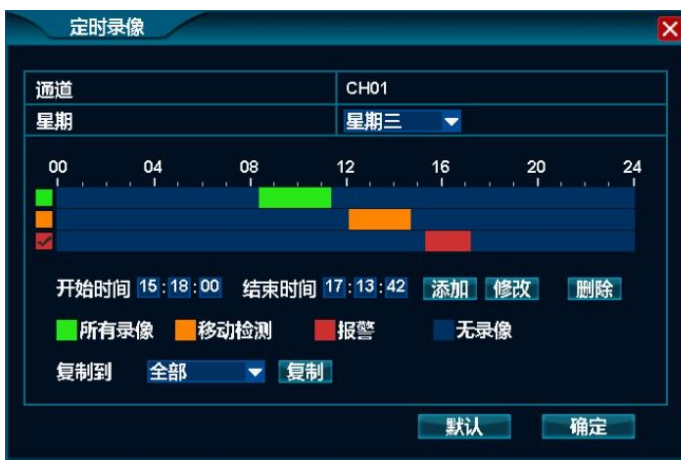 定时录像
通道 CH01
星期 星期三
00 04 08 12 16 20 24
开始时间 15:18:00 结束时间 17:13:42 添加 修改 删除
所有录像 移动检测 报警 无录像
复制到 全部 复制
默认 确定